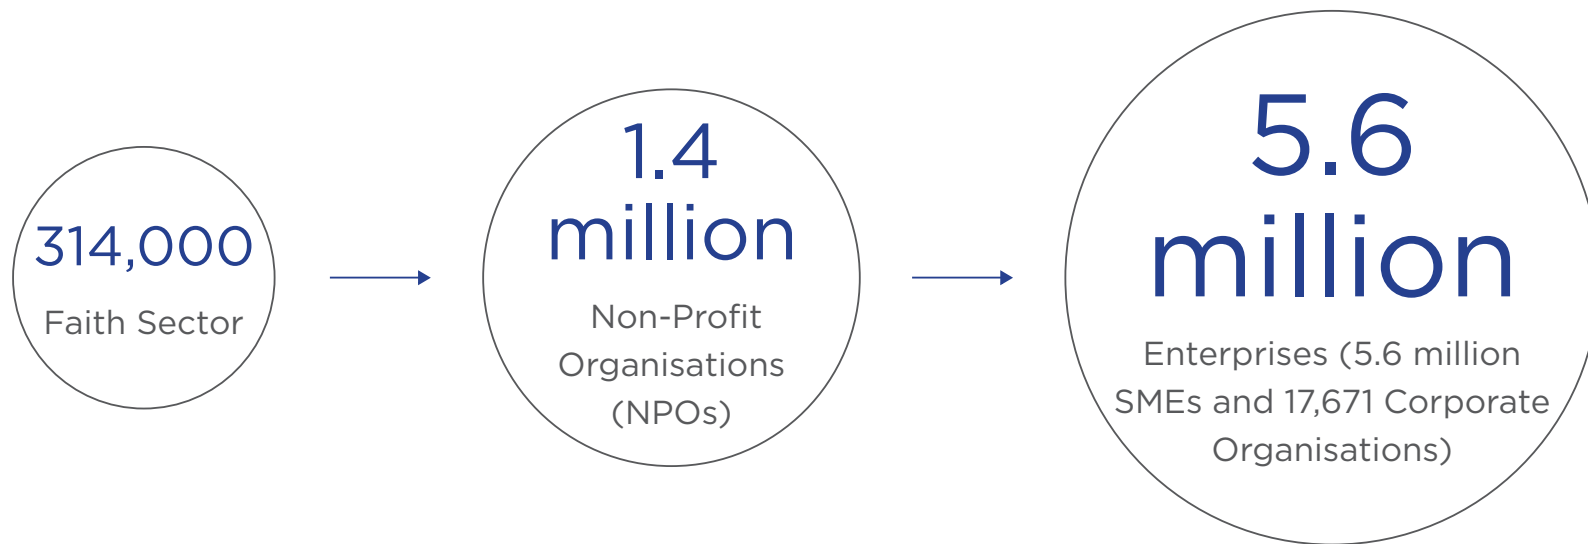 314,000
Faith Sector
1.4
million
Non-Profit
Organisations
(NPOs)
5.6
million
Enterprises (5.6 million
SMEs and 17,671 Corporate
Organisations)